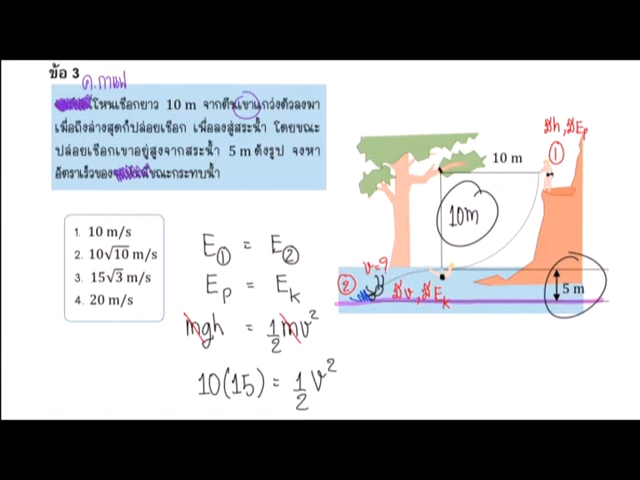 ข้อ 3
ด.กาแฟ
โหนเชือกยาว 10 m จากตีนเขาแกว่งตัวลงมา
เมื่อถึงล่างสุดก็ปล่อยเชือก เพื่อลงสู่สระน้ำ โดยขณะ
ปล่อยเชือกเขาอยู่สูงจากสระน้ำ 5 m ดังรูป จงหา
อัตราเร็วของ ขณะกระทบน้ำ
1. 10 m/s
2. 10√10 m/s
3. 15√3 m/s
4. 20 m/s
E① = E②
Ep = Ek
mgh = 1/2 mv²
10(15) = 1/2 v²
มีh, มีEp
①
10 m
10m
v=?
②
มีv, มีEk
5 m